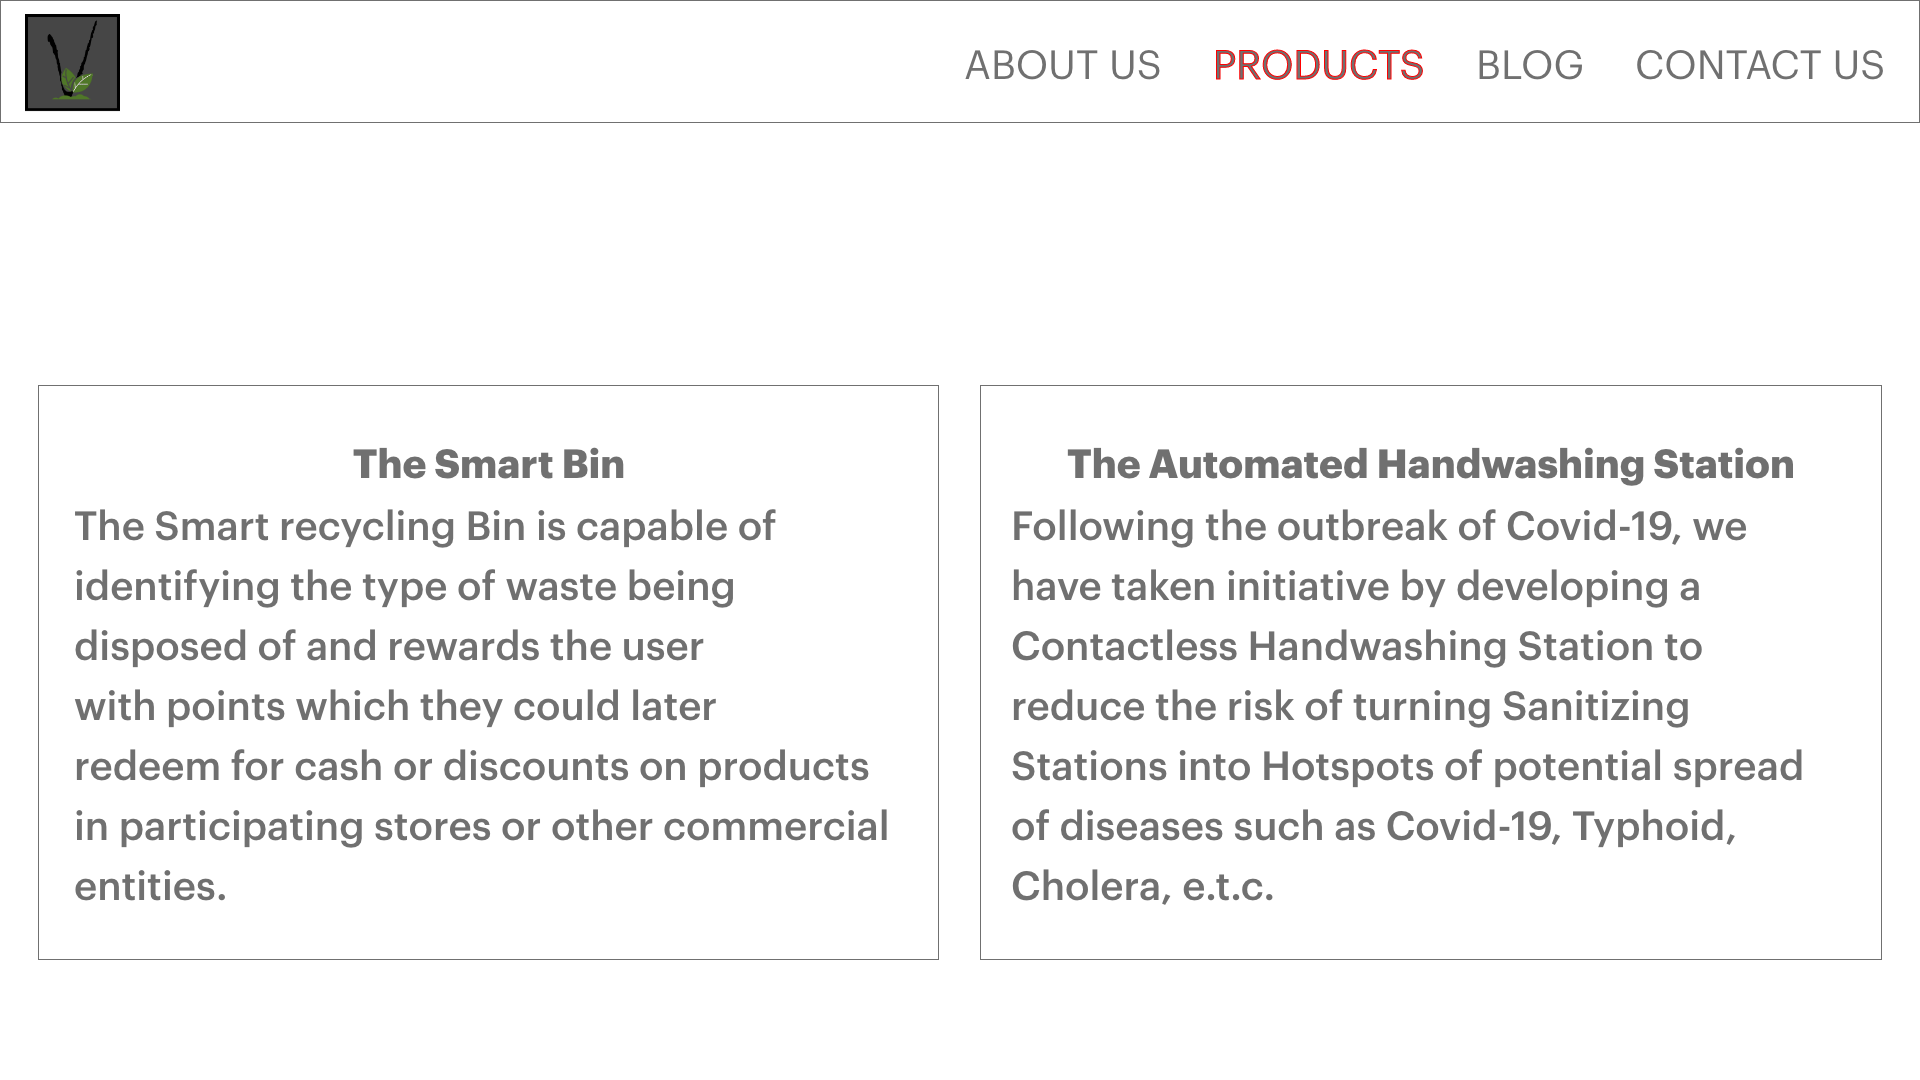 ABOUT US PRODUCTS BLOG CONTACT US
The Smart Bin
The Smart recycling Bin is capable of
identifying the type of waste being
disposed of and rewards the user
with points which they could later
redeem for cash or discounts on products
in participating stores or other commercial
entities.
The Automated Handwashing Station
Following the outbreak of Covid-19, we
have taken initiative by developing a
Contactless Handwashing Station to
reduce the risk of turning Sanitizing
Stations into Hotspots of potential spread
of diseases such as Covid-19, Typhoid,
Cholera, e.t.c.